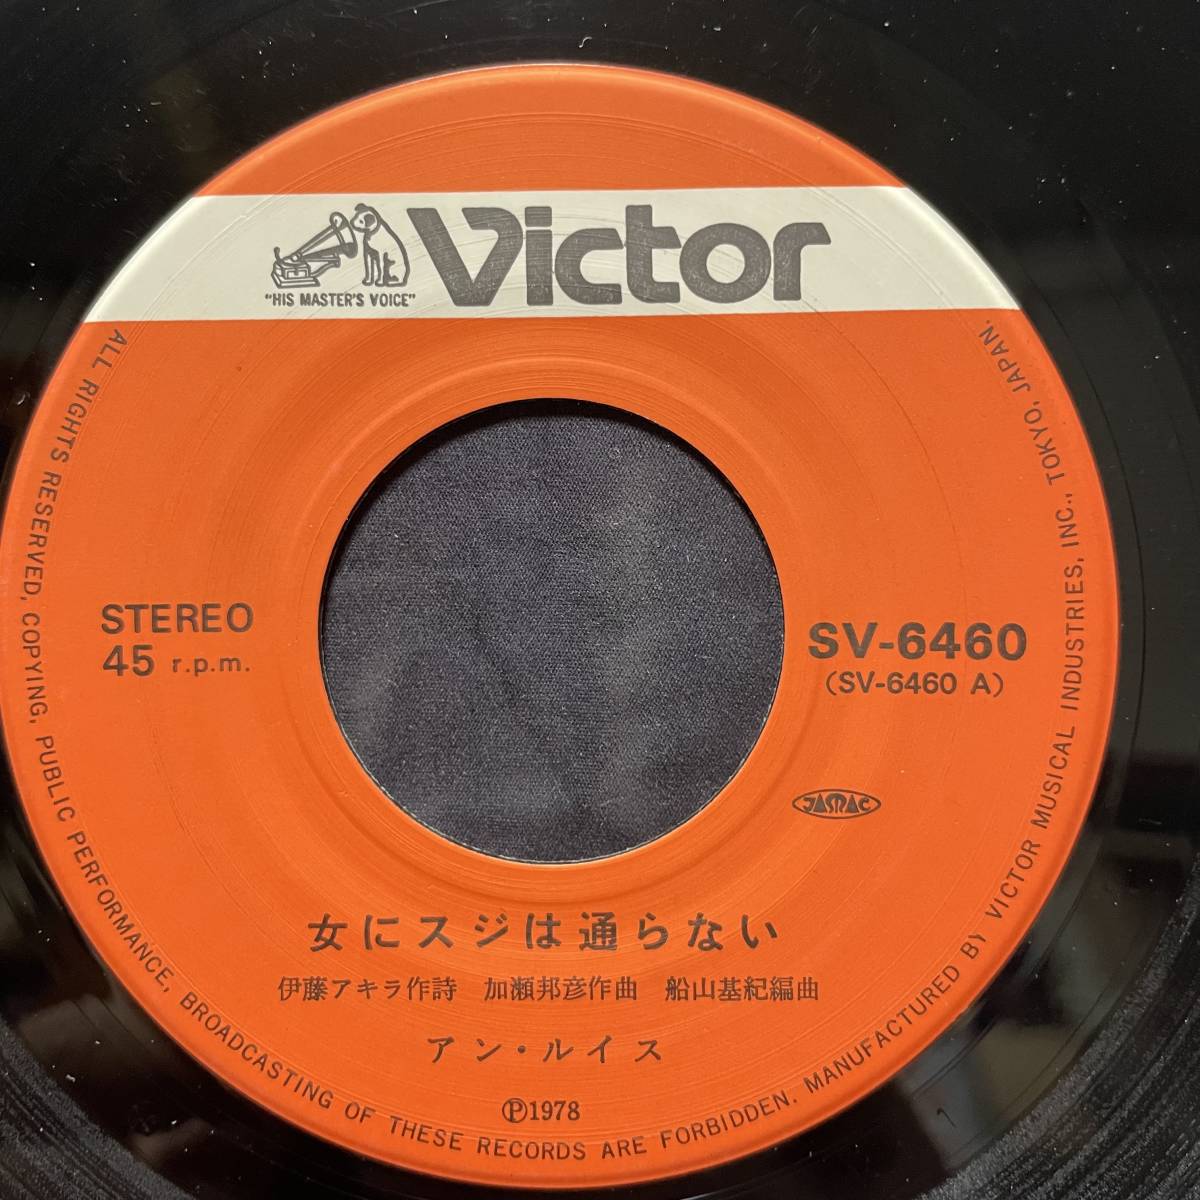 "HIS MASTER'S VOICE"
Victor
STEREO
45 r.p.m.
SV-6460
(SV-6460 A)
JASRAC
女にスジは通らない
伊藤アキラ作詩 加瀬邦彦作曲 船山基紀編曲
アン・ルイス
Ⓟ1978
ALL RIGHTS RESERVED, COPYING, PUBLIC PERFORMANCE, BROADCASTING OF THESE RECORDS ARE FORBIDDEN. MANUFACTURED BY VICTOR MUSICAL INDUSTRIES, INC., TOKYO, JAPAN.